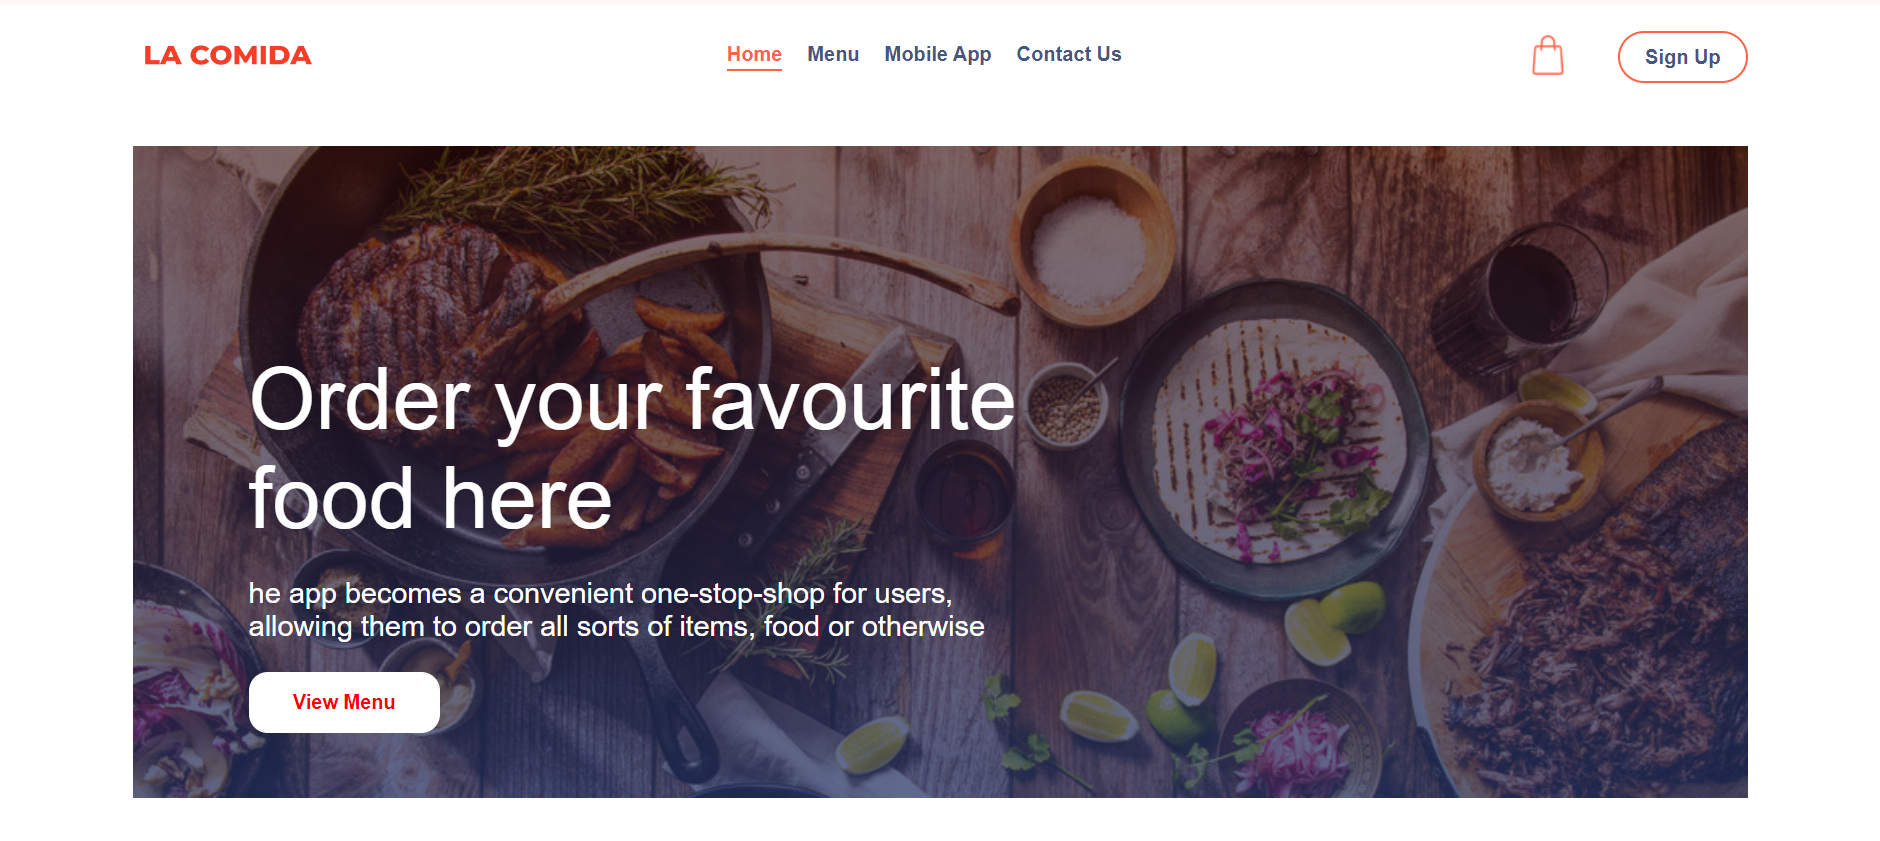 LA COMIDA
Home Menu Mobile App Contact Us
Sign Up
Order your favourite
food here
he app becomes a convenient one-stop-shop for users,
allowing them to order all sorts of items, food or otherwise
View Menu